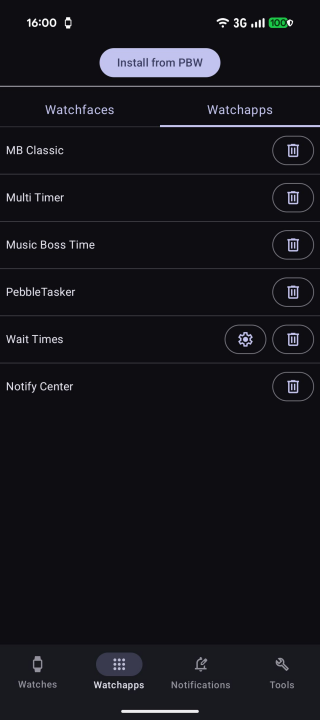 16:00 3G 100
Install from PBW
Watchfaces Watchapps
MB Classic
Multi Timer
Music Boss Time
PebbleTasker
Wait Times
Notify Center
Watches Watchapps Notifications Tools